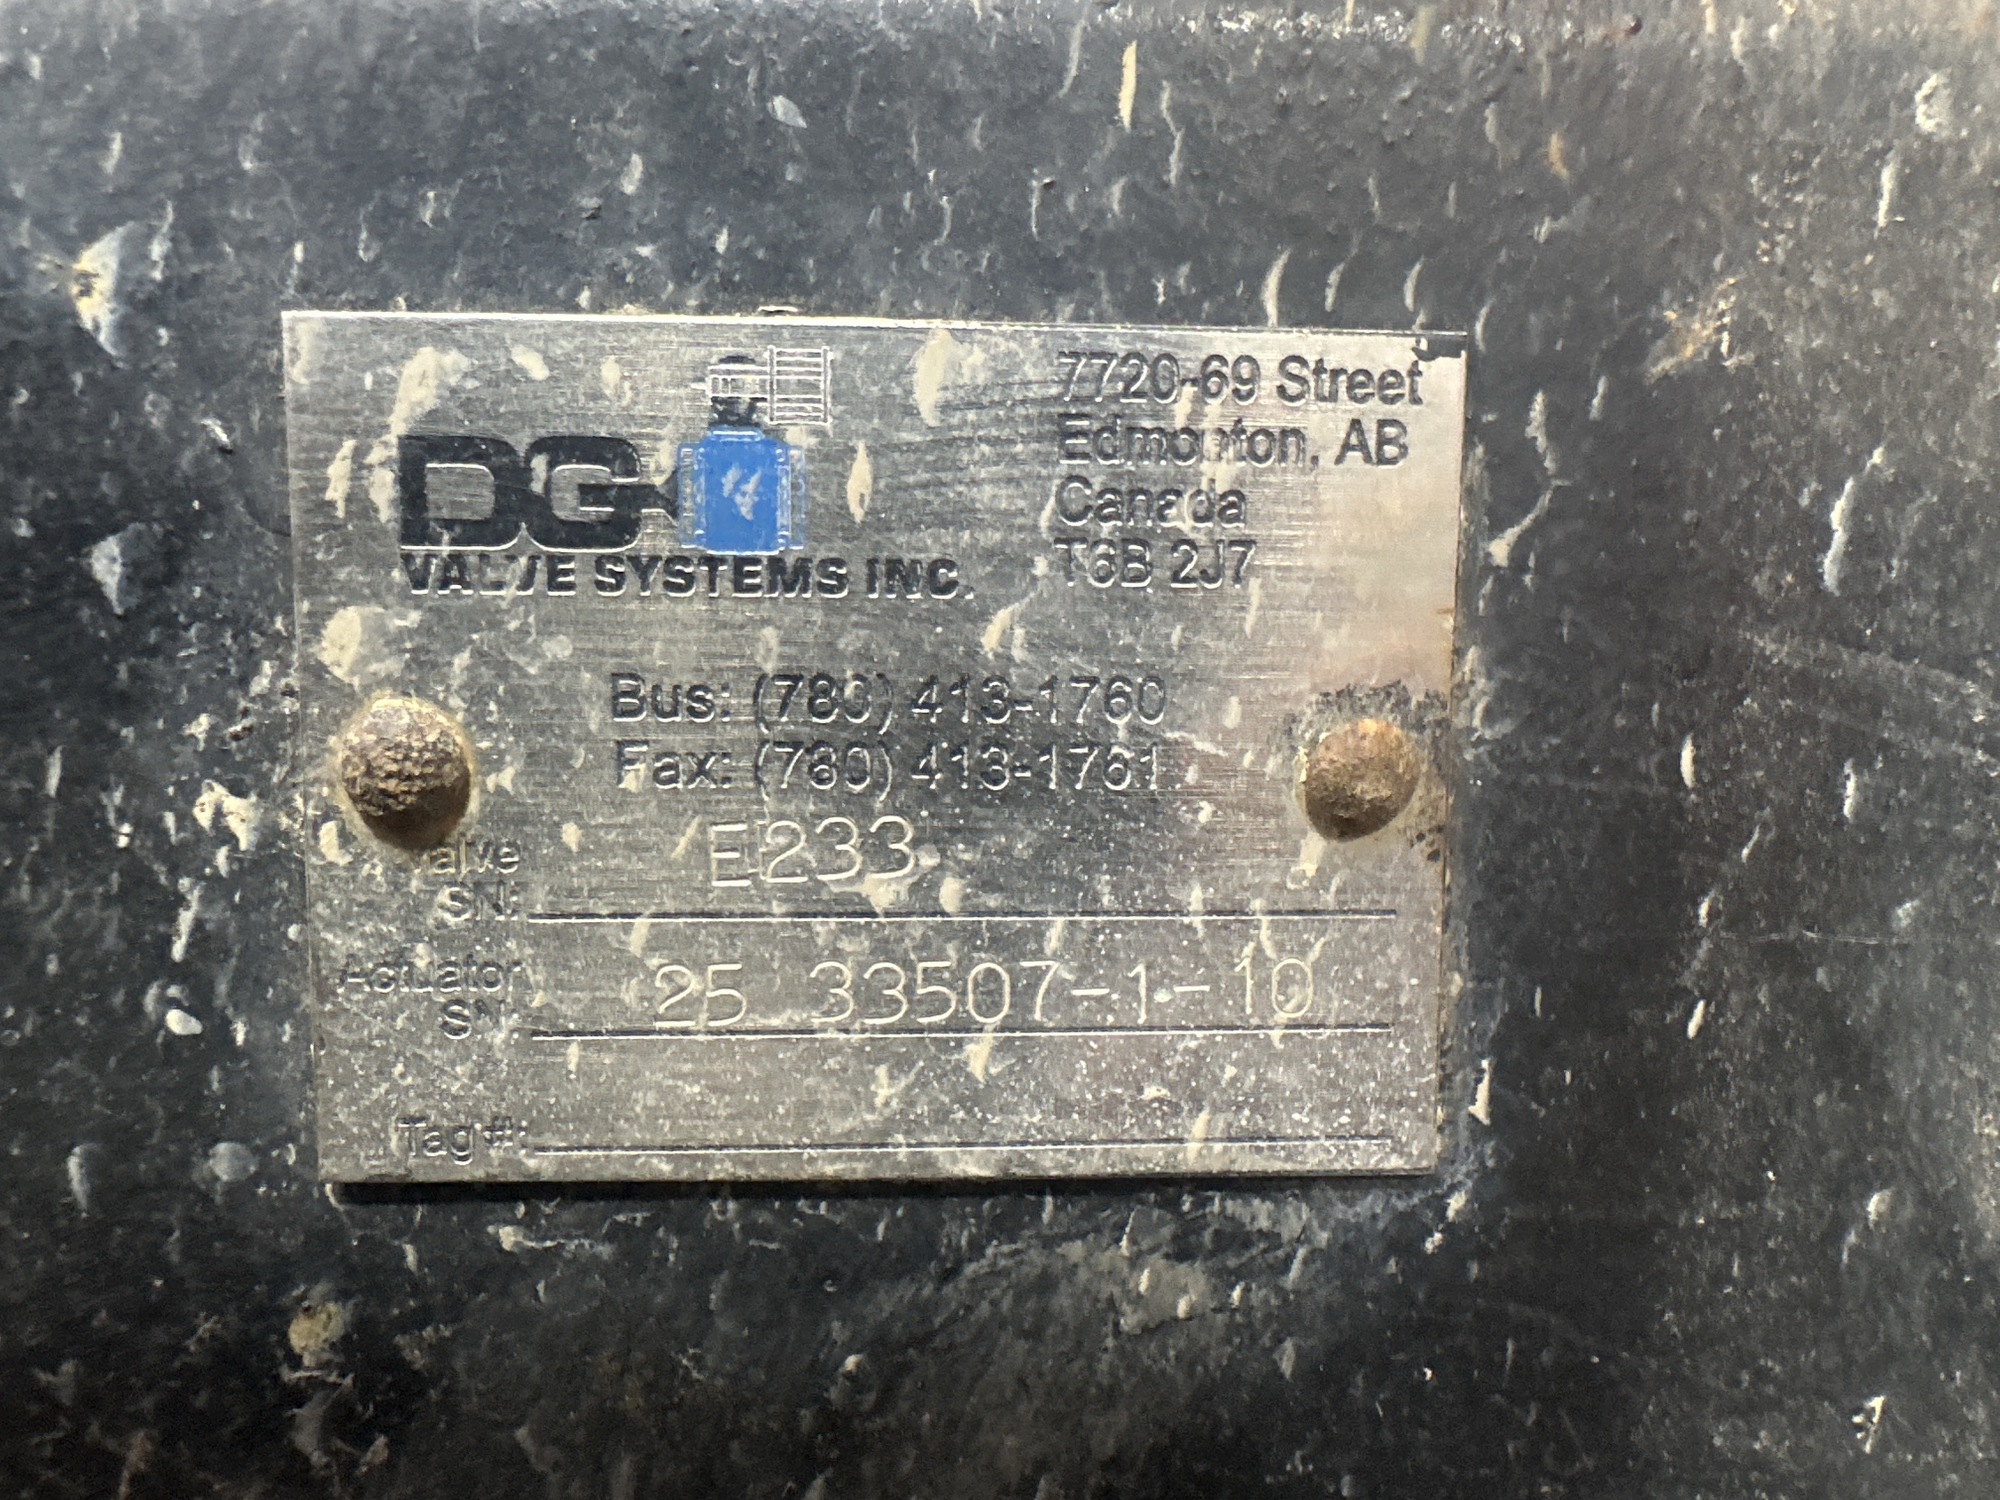 DG
VALVE SYSTEMS INC.
7720-69 Street
Edmonton, AB
Canada
T6B 2J7
Bus: (780) 413-1760
Fax: (780) 413-1761
Valve SN: E233
Actuator SN: 25 33507-1-10
Tag #: